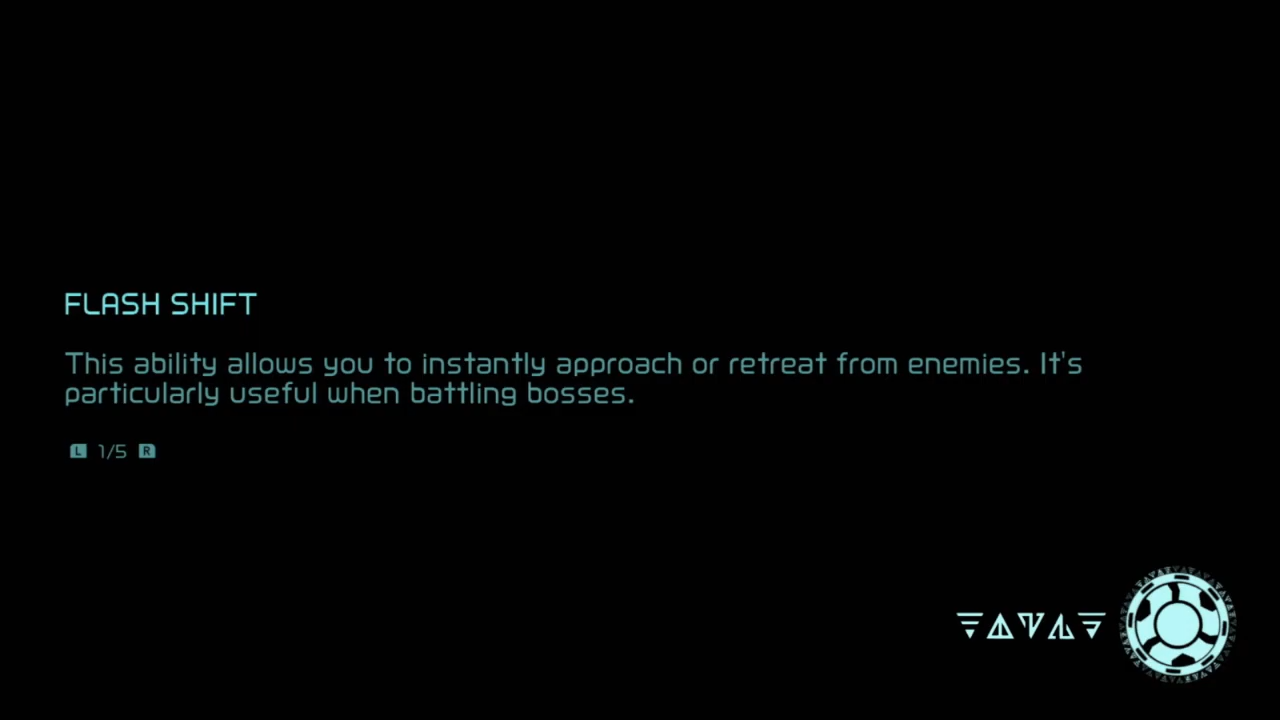 FLASH SHIFT
This ability allows you to instantly approach or retreat from enemies. It's
particularly useful when battling bosses.
L 1/5 R